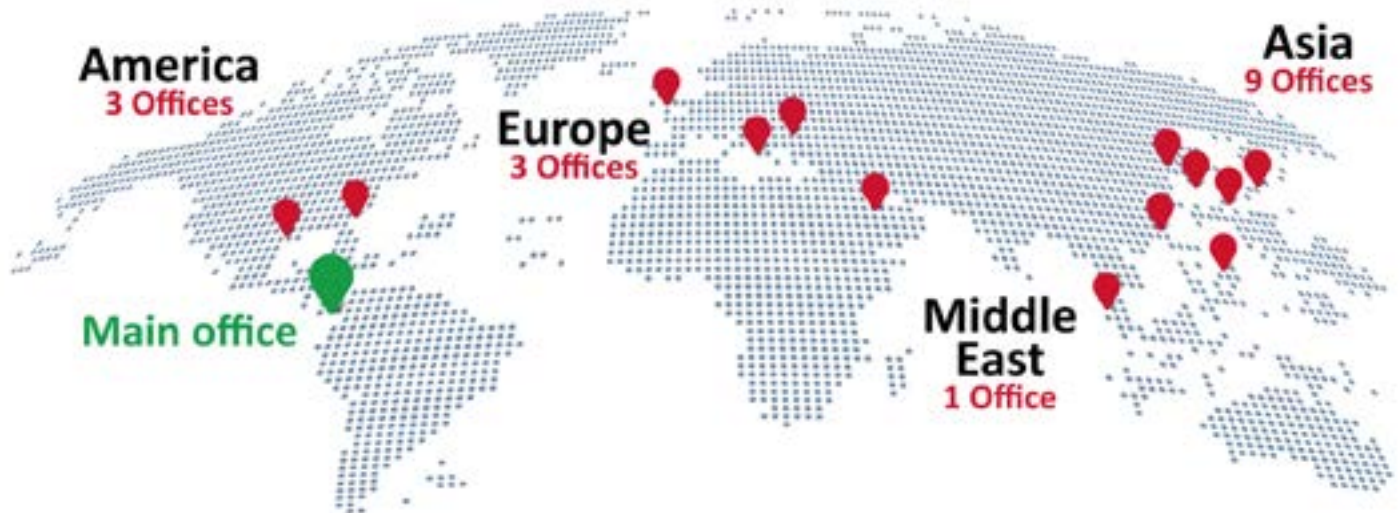 America
3 Offices
Europe
3 Offices
Asia
9 Offices
Main office
Middle
East
1 Office